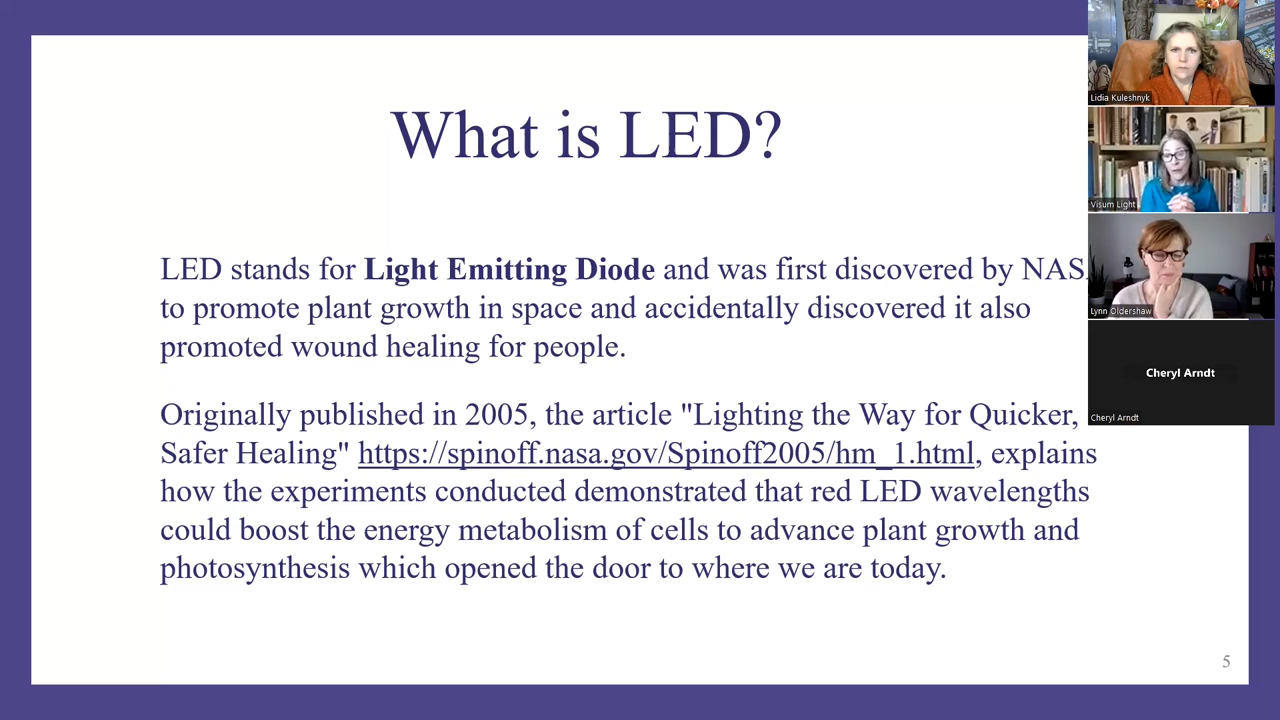 What is LED?
LED stands for Light Emitting Diode and was first discovered by NAS
to promote plant growth in space and accidentally discovered it also
promoted wound healing for people.
Originally published in 2005, the article "Lighting the Way for Quicker,
Safer Healing" https://spinoff.nasa.gov/Spinoff2005/hm_1.html, explains
how the experiments conducted demonstrated that red LED wavelengths
could boost the energy metabolism of cells to advance plant growth and
photosynthesis which opened the door to where we are today.
5
Lidia Kuleshnyk
Visum Light
Lynn Oldershaw
Cheryl Arndt
Cheryl Arndt